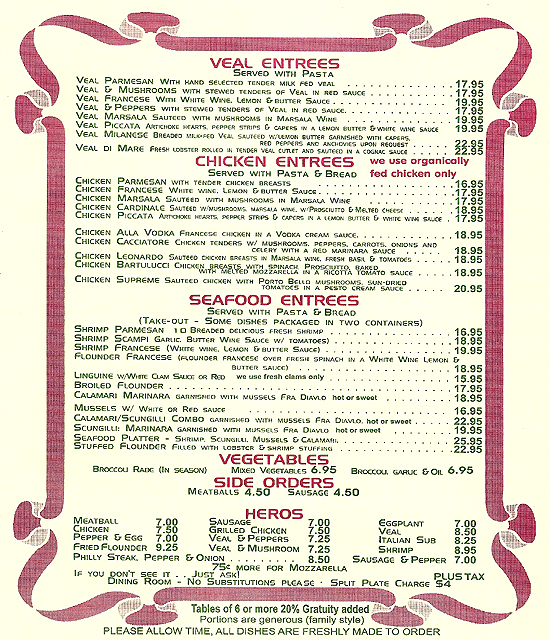 VEAL ENTREES
SERVED WITH PASTA
VEAL PARMESAN WITH HAND SELECTED TENDER MILK FED VEAL . . . . . . . . . . . . . . 17.95
VEAL & MUSHROOMS WITH STEWED TENDERS OF VEAL IN RED SAUCE . . . . . . . . . . 17.95
VEAL FRANCESE WITH WHITE WINE, LEMON & BUTTER SAUCE . . . . . . . . . . . . . . 19.95
VEAL & PEPPERS WITH STEWED TENDERS OF VEAL IN RED SAUCE. . . . . . . . . . . . . 17.95
VEAL MARSALA SAUTEED WITH MUSHROOMS IN MARSALA WINE 19.95
VEAL PICCATA ARTICHOKE HEARTS, PEPPER STRIPS & CAPERS IN A LEMON BUTTER & WHITE WINE SAUCE 19.95
VEAL MILANESE BREADED MILK-FED VEAL SAUTEED W/LEMON BUTTER GARNISHED WITH CAPERS,
RED PEPPERS AND ANCHOVIES UPON REQUEST . . . . . . . . . . 22.95
VEAL DI MARE FRESH LOBSTER ROLLED IN TENDER VEAL CUTLET AND SAUTEED IN A COGNAC SAUCE . . . . . 22.95
CHICKEN ENTREES we use organically
SERVED WITH PASTA & BREAD fed chicken only
CHICKEN PARMESAN WITH TENDER CHICKEN BREASTS . . . . . . . . . . . . . . . . . 16.95
CHICKEN FRANCESE WHITE WINE, LEMON & BUTTER SAUCE . . . . . . . . . . . . . . . 17.95
CHICKEN MARSALA SAUTEED WITH MUSHROOMS IN MARSALA WINE . . . . . . . . . . 17.95
CHICKEN CARDINALE SAUTEED W/MUSHROOMS, MARSALA WINE, W/PROSCIUTTO & MELTED CHEESE . . . . . 18.95
CHICKEN PICCATA ARTICHOKE HEARTS, PEPPER STRIPS & CAPERS IN A LEMON BUTTER & WHITE WINE SAUCE 17.95
CHICKEN ALLA VODKA FRANCESE CHICKEN IN A VODKA CREAM SAUCE. . . . . . . . . . 18.95
CHICKEN CACCIATORE CHICKEN TENDERS W/ MUSHROOMS, PEPPERS, CARROTS, ONIONS AND
CELERY WITH A RED MARINARA SAUCE . . . . . . 18.95
CHICKEN LEONARDO SAUTEED CHICKEN BREASTS IN MARSALA WINE, FRESH BASIL & TOMATOES . . . . . 18.95
CHICKEN BARTULUCCI CHICKEN BREASTS WITH SPINACH PROSCIUTTO, BAKED
WITH MELTED MOZZARELLA IN A RICOTTA TOMATO SAUCE . . . . . 18.95
CHICKEN SUPREME SAUTEED CHICKEN WITH PORTO BELLO MUSHROOMS, SUN-DRIED
TOMATOES IN A PESTO CREAM SAUCE . . . . . 20.95
SEAFOOD ENTREES
SERVED WITH PASTA & BREAD
(TAKE-OUT - SOME DISHES PACKAGED IN TWO CONTAINERS)
SHRIMP PARMESAN 10 BREADED DELICIOUS FRESH SHRIMP . . . . . . . . . . . . . . 16.95
SHRIMP SCAMPI GARLIC, BUTTER WINE SAUCE W/ TOMATOES) . . . . . . . . . . . . . 18.95
SHRIMP FRANCESE (WHITE WINE, LEMON & BUTTER SAUCE) . . . . . . . . . . . . . . 19.95
FLOUNDER FRANCESE (FLOUNDER FRANCESE OVER FRESH SPINACH IN A WHITE WINE LEMON &
BUTTER SAUCE) . . . . . . . . . . . . . . 18.95
LINGUINE W/WHITE CLAM SAUCE OR RED we use fresh clams only . . . . . . . . . . . . 15.95
BROILED FLOUNDER . . . . . . . . . . . . . . . . . . . . . . . 17.95
CALAMARI MARINARA GARNISHED WITH MUSSELS FRA DIAVLO hot or sweet . . . . . . . . 18.95
MUSSELS W/ WHITE OR RED SAUCE . . . . . . . . . . . . . . . . . . 16.95
CALAMARI/SCUNGILLI COMBO GARNISHED WITH MUSSELS FRA DIAVLO, hot or sweet . . . . 22.95
SCUNGILLI MARINARA GARNISHED WITH MUSSELS FRA DIAVLO hot or sweet . . . . . . 19.95
SEAFOOD PLATTER - SHRIMP, SCUNGILLI, MUSSELS & CALAMARI. . . . . . . . . . . . 25.95
STUFFED FLOUNDER FILLED WITH LOBSTER & SHRIMP STUFFING . . . . . . . . . . . . 22.95
VEGETABLES
BROCCOLI RABE (IN SEASON) MIXED VEGETABLES 6.95 BROCCOLI, GARLIC & OIL 6.95
SIDE ORDERS
MEATBALLS 4.50 SAUSAGE 4.50
HEROS
MEATBALL 7.00 SAUSAGE 7.00 EGGPLANT 7.00
CHICKEN 7.50 GRILLED CHICKEN 7.50 VEAL 8.50
PEPPER & EGG 7.00 VEAL & PEPPERS 7.25 ITALIAN SUB 8.25
FRIED FLOUNDER 9.25 VEAL & MUSHROOM 7.25 SHRIMP 8.95
PHILLY STEAK, PEPPER & ONION . . . . . . . . . 8.50 SAUSAGE & PEPPER 7.00
75¢ MORE FOR MOZZARELLA
IF YOU DON'T SEE IT . . JUST ASK! PLUS TAX
DINING ROOM - NO SUBSTITUTIONS PLEASE · SPLIT PLATE CHARGE $4
Tables of 6 or more 20% Gratuity added
Portions are generous (family style)
PLEASE ALLOW TIME, ALL DISHES ARE FRESHLY MADE TO ORDER